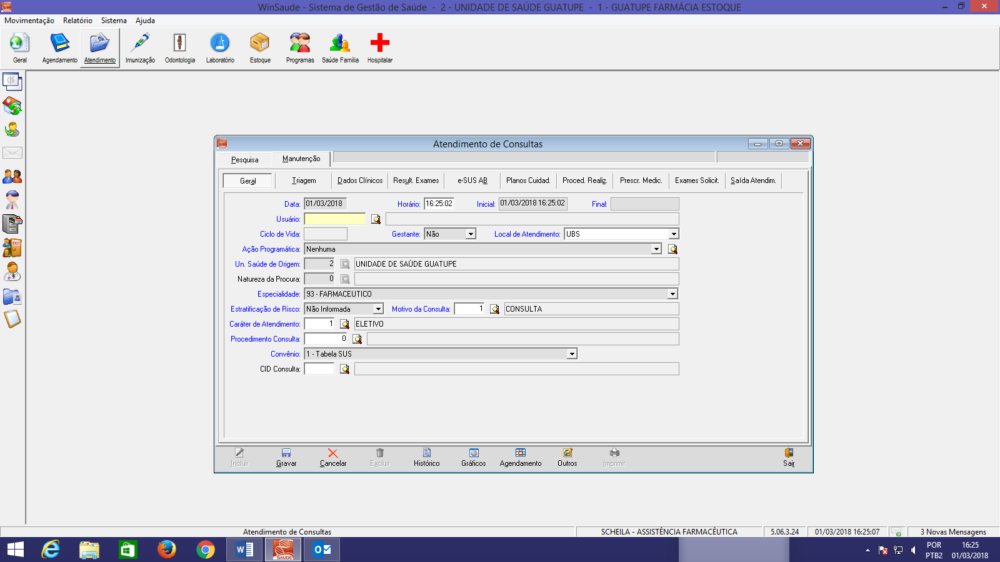 WinSaude - Sistema de Gestão de Saúde - 2 - UNIDADE DE SAÚDE GUATUPE - 1 - GUATUPE FARMÁCIA ESTOQUE
Movimentação Relatório Sistema Ajuda
Geral Agendamento Atendimento Imunização Odontologia Laboratório Estoque Programas Saúde Família Hospitalar
Atendimento de Consultas
Pesquisa Manutenção
Geral Triagem Dados Clínicos Result. Exames e-SUS AB Planos Cuidad. Proced. Realiz. Prescr. Medic. Exames Solicit. Saída Atendim.
Data: 01/03/2018 Horário: 16:25:02 Inicial: 01/03/2018 16:25:02 Final:
Usuário:
Ciclo de Vida: Gestante: Não Local de Atendimento: UBS
Ação Programática: Nenhuma
Un. Saúde de Origem: 2 UNIDADE DE SAÚDE GUATUPE
Natureza da Procura: 0
Especialidade: 93 - FARMACEUTICO
Estratificação de Risco: Não Informada Motivo da Consulta: 1 CONSULTA
Caráter de Atendimento: 1 ELETIVO
Procedimento Consulta: 0
Convênio: 1 - Tabela SUS
CID Consulta:
Incluir Gravar Cancelar Excluir Histórico Gráficos Agendamento Outros Imprimir Sair
Atendimento de Consultas SCHEILA - ASSISTÊNCIA FARMACÊUTICA 5.06.3.24 01/03/2018 16:25:07 3 Novas Mensagens
POR 16:25
PTB2 01/03/2018